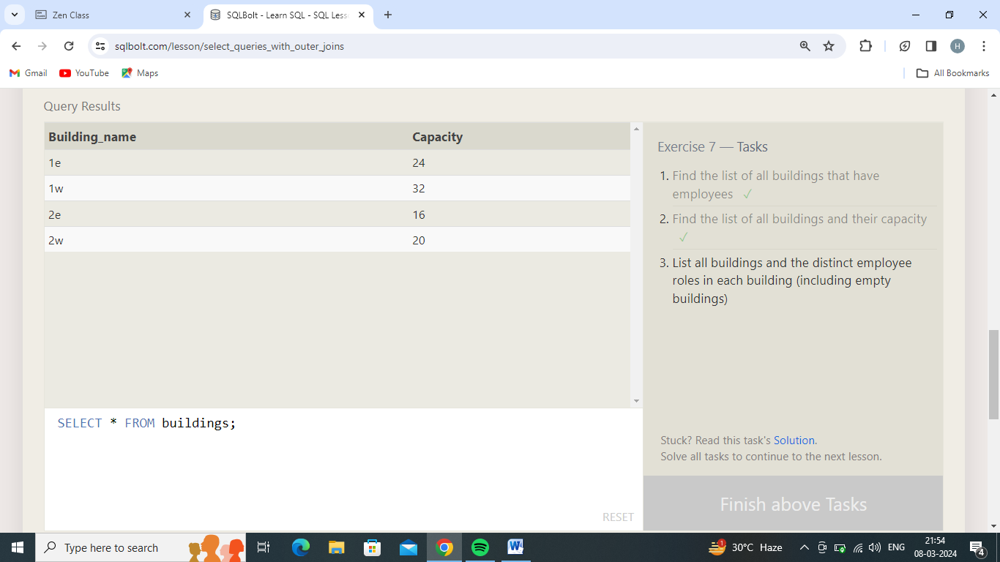 Zen Class
SQLBolt - Learn SQL - SQL Less
sqlbolt.com/lesson/select_queries_with_outer_joins
H
Gmail YouTube Maps All Bookmarks
Query Results
Building_name Capacity
1e 24
1w 32
2e 16
2w 20
Exercise 7 — Tasks
1. Find the list of all buildings that have
employees ✓
2. Find the list of all buildings and their capacity
✓
3. List all buildings and the distinct employee
roles in each building (including empty
buildings)
SELECT * FROM buildings;
Stuck? Read this task's Solution.
Solve all tasks to continue to the next lesson.
RESET
Finish above Tasks
Type here to search
W
1
30°C Haze
ENG
21:54
08-03-2024
4